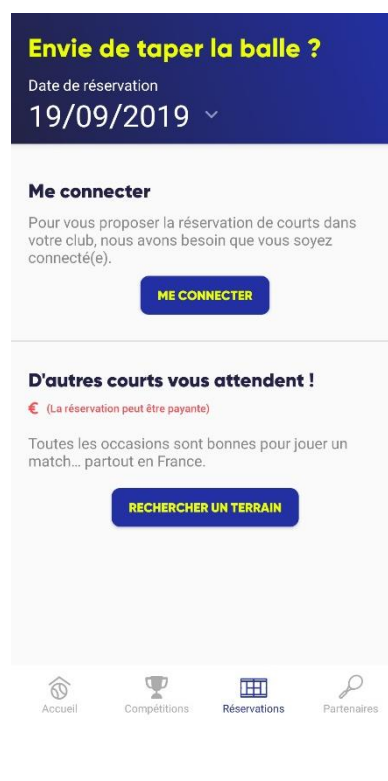 Envie de taper la balle ?
Date de réservation
19/09/2019
Me connecter
Pour vous proposer la réservation de courts dans
votre club, nous avons besoin que vous soyez
connecté(e).
ME CONNECTER
D'autres courts vous attendent !
€ (La réservation peut être payante)
Toutes les occasions sont bonnes pour jouer un
match... partout en France.
RECHERCHER UN TERRAIN
Accueil
Compétitions
Réservations
Partenaires